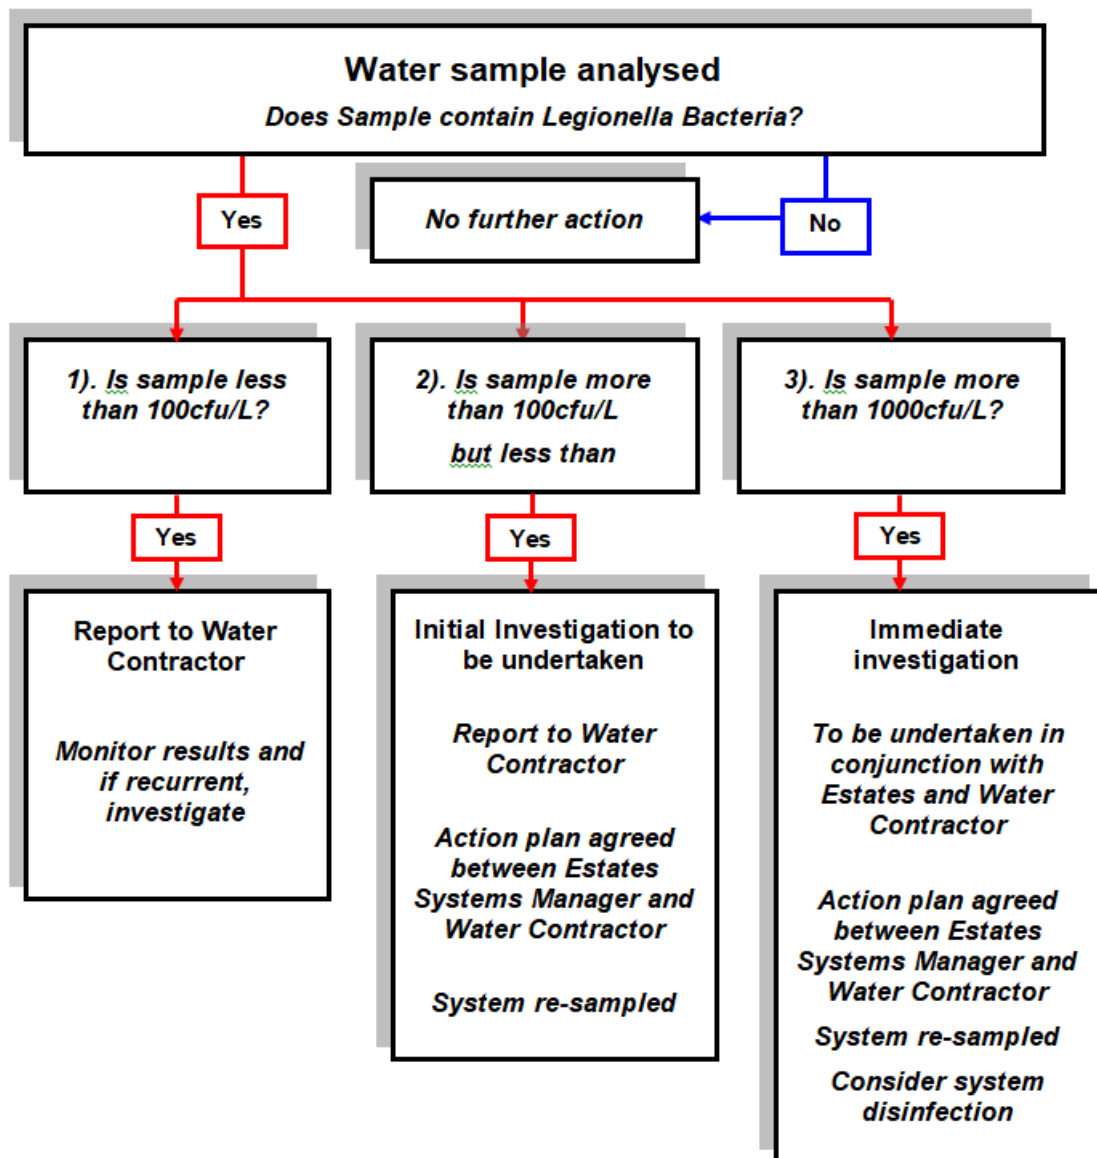 Water sample analysed
Does Sample contain Legionella Bacteria?
Yes
No further action
No
1). Is sample less
than 100cfu/L?
2). Is sample more
than 100cfu/L
but less than
3). Is sample more
than 1000cfu/L?
Yes
Yes
Yes
Report to Water
Contractor
Monitor results and
if recurrent,
investigate
Initial Investigation to
be undertaken
Report to Water
Contractor
Action plan agreed
between Estates
Systems Manager and
Water Contractor
System re-sampled
Immediate
investigation
To be undertaken in
conjunction with
Estates and Water
Contractor
Action plan agreed
between Estates
Systems Manager and
Water Contractor
System re-sampled
Consider system
disinfection